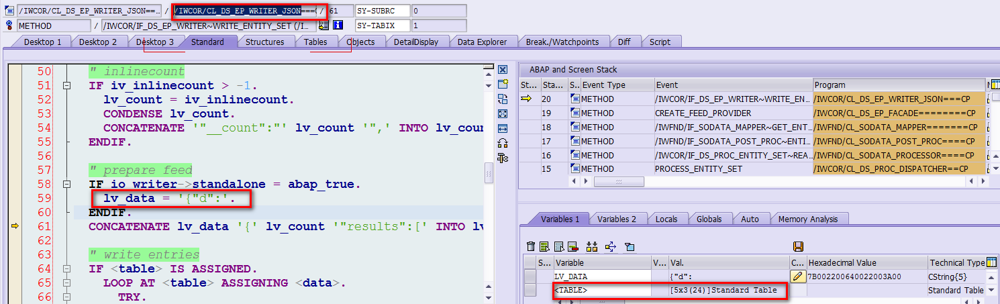 /IWCOR/CL_DS_EP_WRITER_JSON==... / /IWCOR/CL_DS_EP_WRITER_JSON===C / 61 SY-SUBRC 0
METHOD / /IWCOR/IF_DS_EP_WRITER~WRITE_ENTITY_SET (/I... SY-TABIX 1
Desktop 1 Desktop 2 Desktop 3 Standard Structures Tables Objects DetailDisplay Data Explorer Break./Watchpoints Diff Script
50 " inlinecount
51 IF iv_inlinecount > -1.
52 lv_count = iv_inlinecount.
53 CONDENSE lv_count.
54 CONCATENATE '"__count":"' lv_count '",' INTO lv_cou
55 ENDIF.
56
57 " prepare feed
58 IF io_writer->standalone = abap_true.
59 lv_data = '{"d":'.
60 ENDIF.
61 CONCATENATE lv_data '{' lv_count '"results":[' INTO lv
62
63 " write entries
64 IF <table> IS ASSIGNED.
65 LOOP AT <table> ASSIGNING <data>.
66 TRY.
ABAP and Screen Stack
St... Sta... S.. Event Type Event Program
20 METHOD /IWCOR/IF_DS_EP_WRITER~WRITE_EN... /IWCOR/CL_DS_EP_WRITER_JSON===CP
19 METHOD CREATE_FEED_PROVIDER /IWCOR/CL_DS_EP_FACADE========CP
18 METHOD /IWFND/IF_SODATA_MAPPER~GET_ENT... /IWFND/CL_SODATA_MAPPER=======CP
17 METHOD /IWFND/IF_SODATA_POST_PROC~ENTI... /IWFND/CL_SODATA_POST_PROC====CP
16 METHOD /IWCOR/IF_DS_PROC_ENTITY_SET~REA... /IWFND/CL_SODATA_PROCESSOR====CP
15 METHOD PROCESS_ENTITY_SET /IWCOR/CL_DS_PROC_DISPATCHER==CP
Variables 1 Variables 2 Locals Globals Auto Memory Analysis
S... Variable V... Val. C... Hexadecimal Value Technical Type
LV_DATA {"d": 7B002200640022003A00 CString{5}
<TABLE> [5x3(24)]Standard Table Standard Table